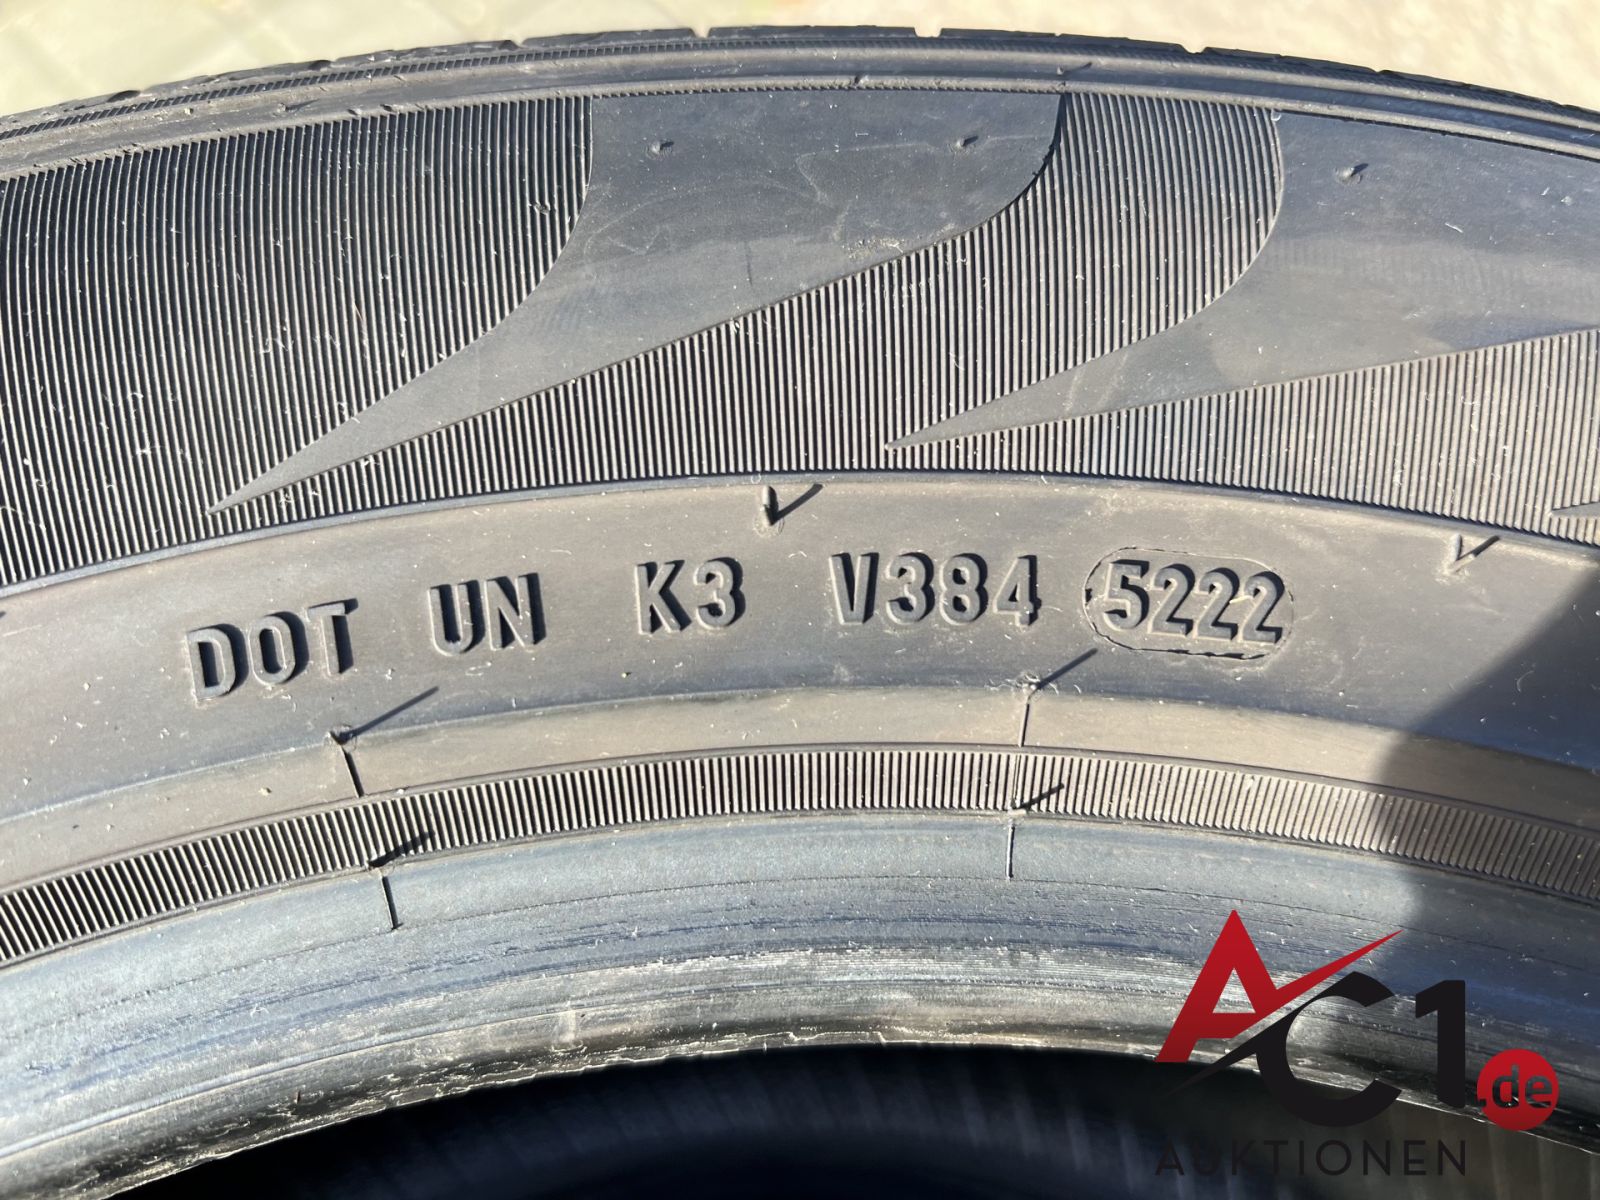 DOT UN K3 V384 5222
AC1.de
AUKTIONEN